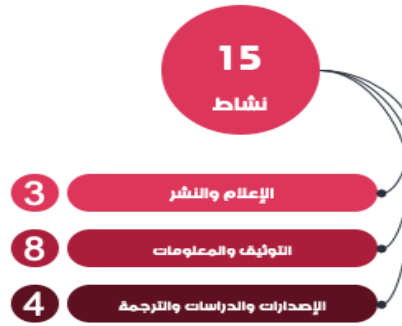 15
نشاط
الإعلام والنشر 3
التوثيق والمعلومات 8
الإصدارات والدراسات والترجمة 4